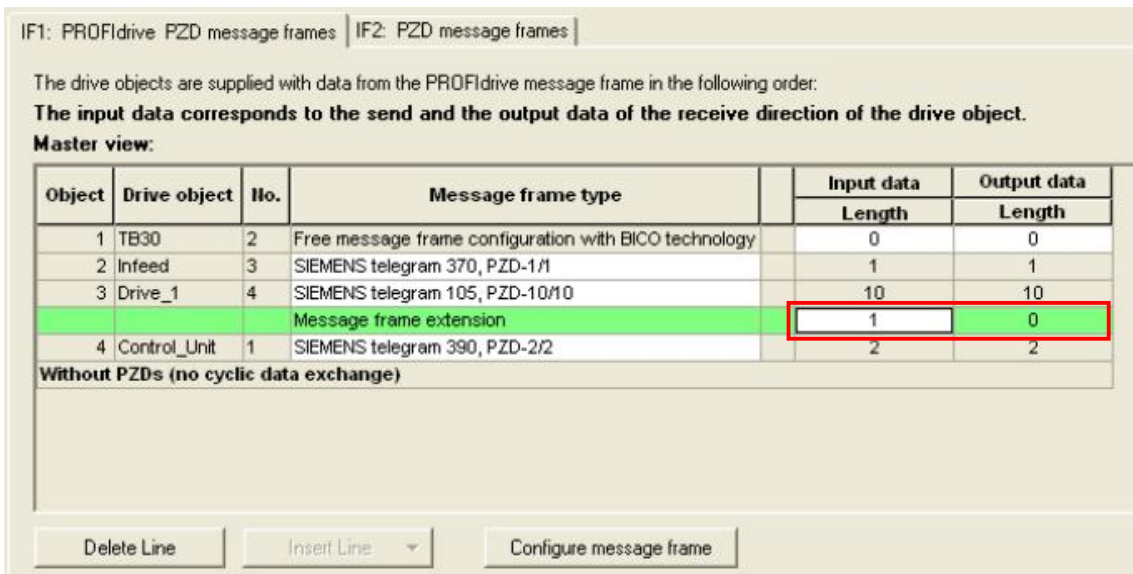 IF1: PROFIdrive PZD message frames IF2: PZD message frames
The drive objects are supplied with data from the PROFIdrive message frame in the following order:
The input data corresponds to the send and the output data of the receive direction of the drive object.
Master view:
Object Drive object No. Message frame type Input data Output data
Length Length
1 TB30 2 Free message frame configuration with BICO technology 0 0
2 Infeed 3 SIEMENS telegram 370, PZD-1/1 1 1
3 Drive_1 4 SIEMENS telegram 105, PZD-10/10 10 10
Message frame extension 1 0
4 Control_Unit 1 SIEMENS telegram 390, PZD-2/2 2 2
Without PZDs (no cyclic data exchange)
Delete Line Insert Line Configure message frame